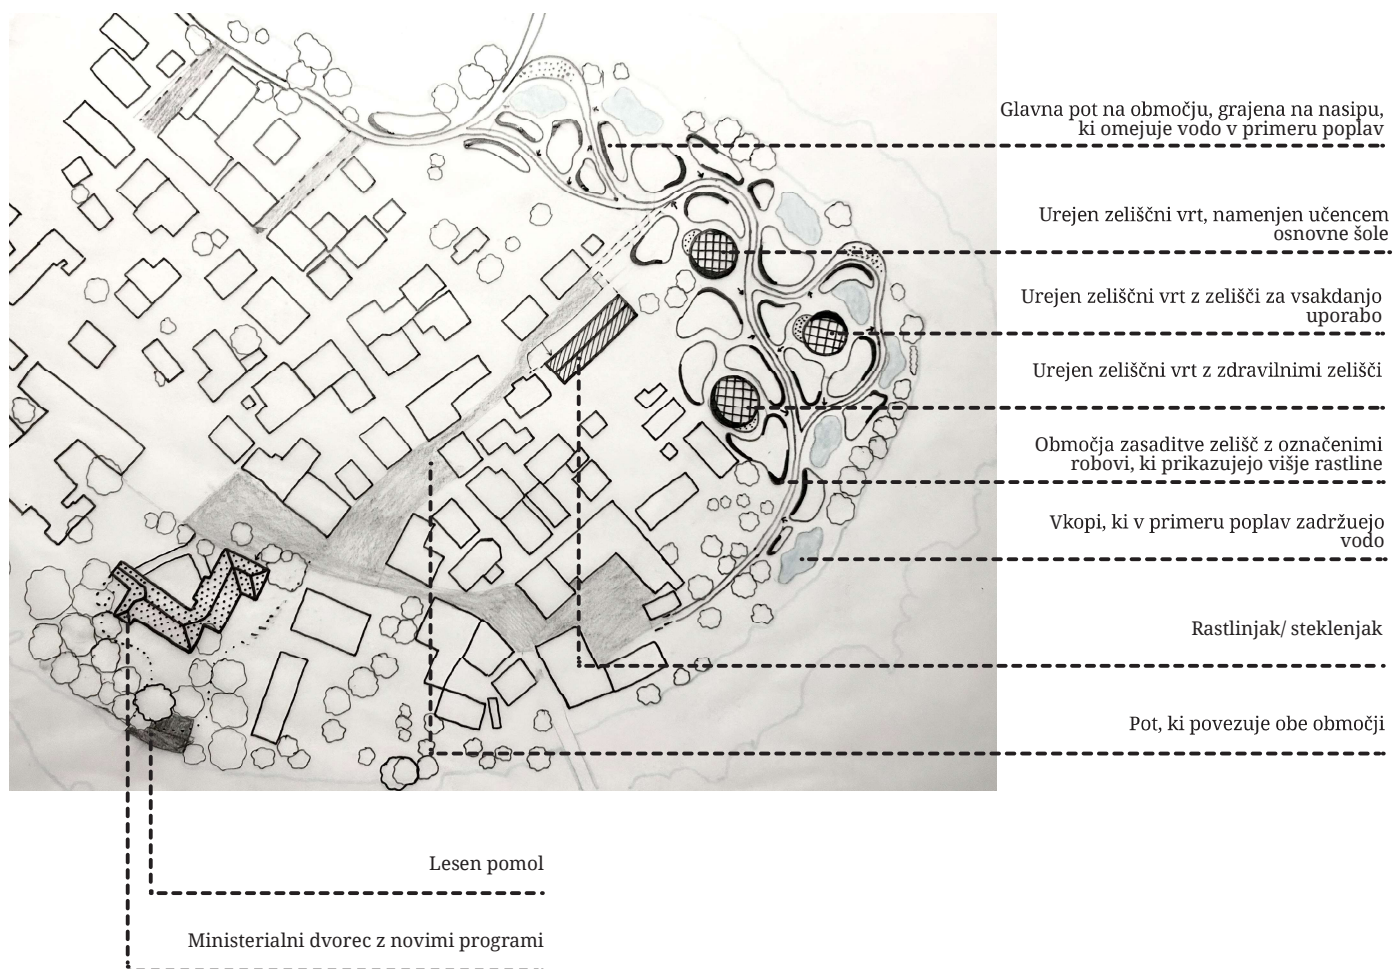 Glavna pot na območju, grajena na nasipu,
ki omejuje vodo v primeru poplav
Urejen zeliščni vrt, namenjen učencem
osnovne šole
Urejen zeliščni vrt z zelišči za vsakdanjo
uporabo
Urejen zeliščni vrt z zdravilnimi zelišči
Območja zasaditve zelišč z označenimi
robovi, ki prikazujejo višje rastline
Vkopi, ki v primeru poplav zadržuejo
vodo
Rastlinjak/ steklenjak
Pot, ki povezuje obe območji
Lesen pomol
Ministerialni dvorec z novimi programi